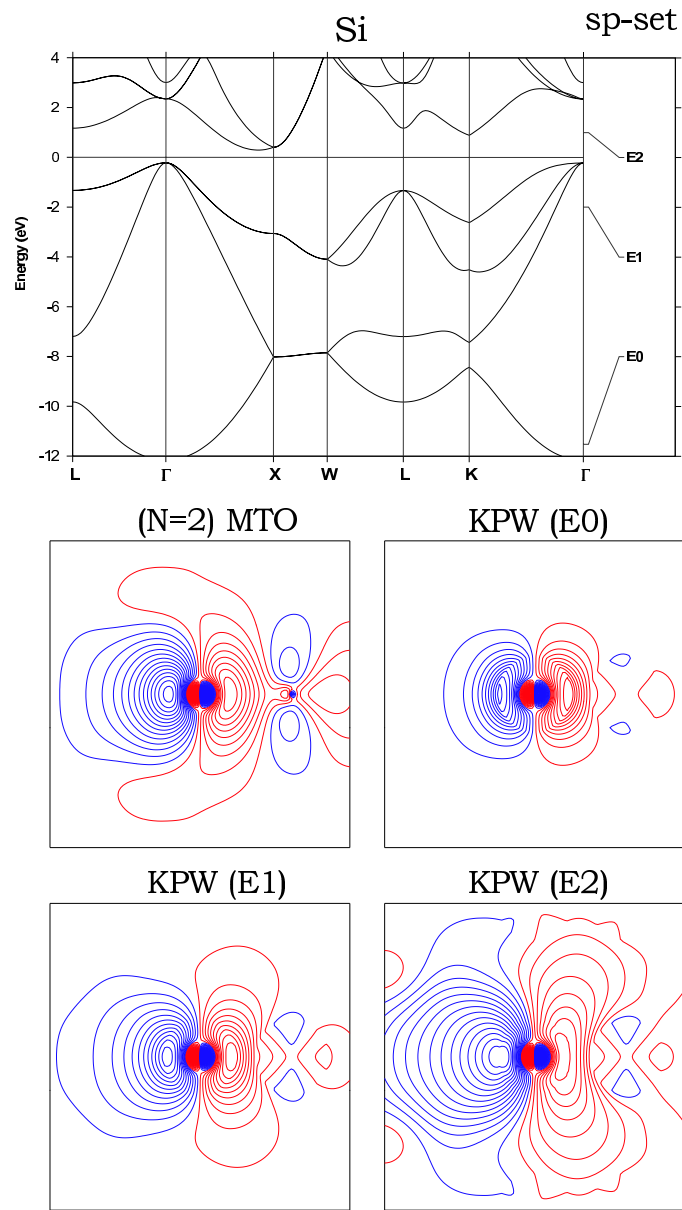 Si
sp-set
Energy (eV)
4
2
0
-2
-4
-6
-8
-10
-12
L Γ X W L K Γ
E2
E1
E0
(N=2) MTO
KPW (E0)
KPW (E1)
KPW (E2)